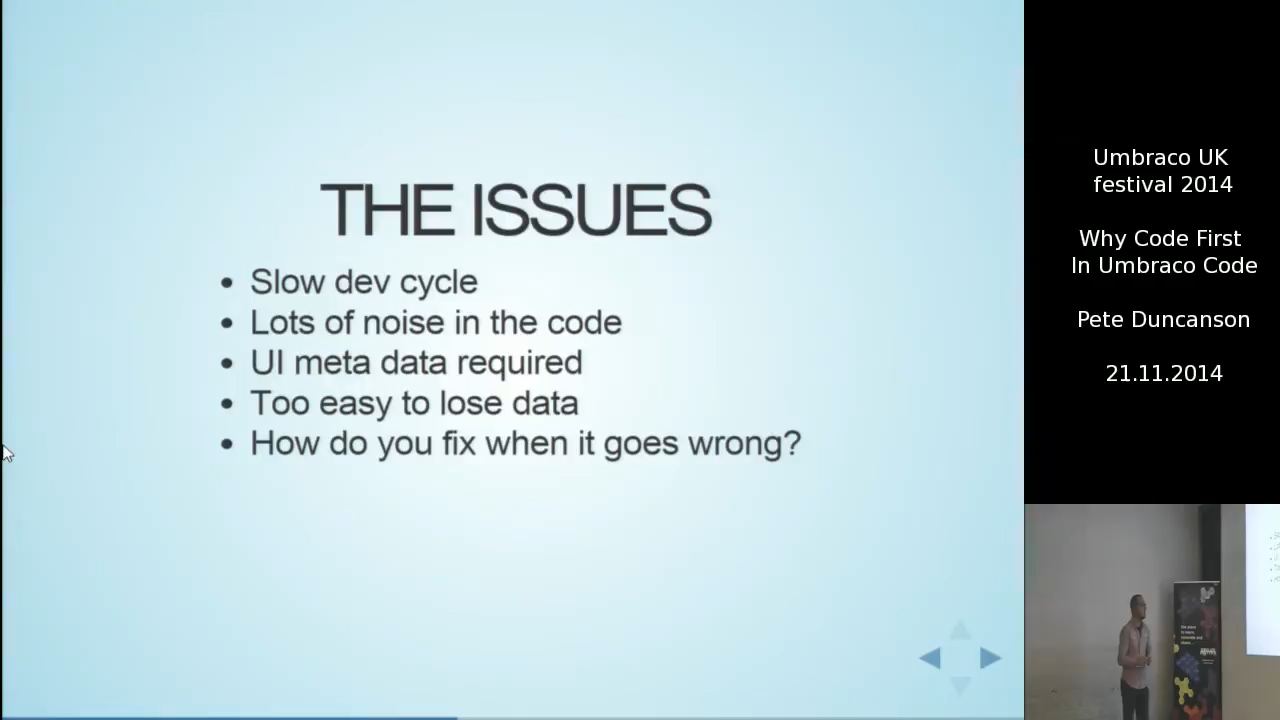 THE ISSUES
• Slow dev cycle
• Lots of noise in the code
• UI meta data required
• Too easy to lose data
• How do you fix when it goes wrong?
Umbraco UK
festival 2014
Why Code First
In Umbraco Code
Pete Duncanson
21.11.2014